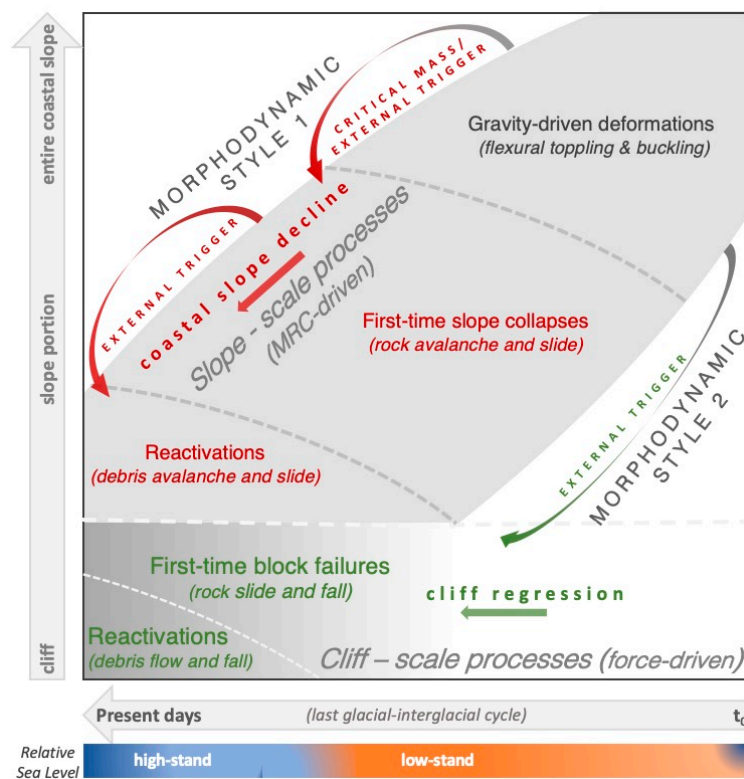 entire coastal slope
slope portion
cliff
MORPHODYNAMIC
STYLE 1
CRITICAL MASS/
EXTERNAL TRIGGER
EXTERNAL TRIGGER
coastal slope decline
Slope - scale processes
(MRC-driven)
Gravity-driven deformations
(flexural toppling & buckling)
First-time slope collapses
(rock avalanche and slide)
EXTERNAL TRIGGER
MORPHODYNAMIC
STYLE 2
Reactivations
(debris avalanche and slide)
First-time block failures
(rock slide and fall)
cliff regression
Reactivations
(debris flow and fall)
Cliff – scale processes (force-driven)
Present days
(last glacial-interglacial cycle)
t0
Relative
Sea Level
high-stand
low-stand